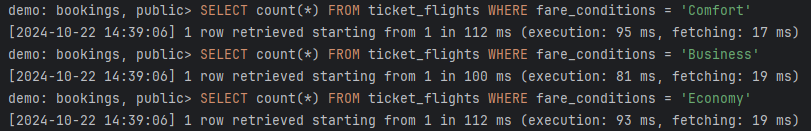 demo: bookings, public> SELECT count(*) FROM ticket_flights WHERE fare_conditions = 'Comfort'
[2024-10-22 14:39:06] 1 row retrieved starting from 1 in 112 ms (execution: 95 ms, fetching: 17 ms)
demo: bookings, public> SELECT count(*) FROM ticket_flights WHERE fare_conditions = 'Business'
[2024-10-22 14:39:06] 1 row retrieved starting from 1 in 100 ms (execution: 81 ms, fetching: 19 ms)
demo: bookings, public> SELECT count(*) FROM ticket_flights WHERE fare_conditions = 'Economy'
[2024-10-22 14:39:06] 1 row retrieved starting from 1 in 112 ms (execution: 93 ms, fetching: 19 ms)